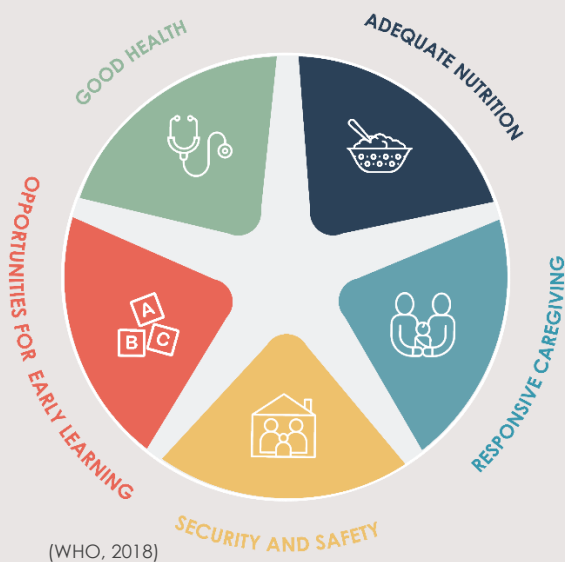 GOOD HEALTH
ADEQUATE NUTRITION
RESPONSIVE CAREGIVING
SECURITY AND SAFETY
OPPORTUNITIES FOR EARLY LEARNING
A
B C
(WHO, 2018)